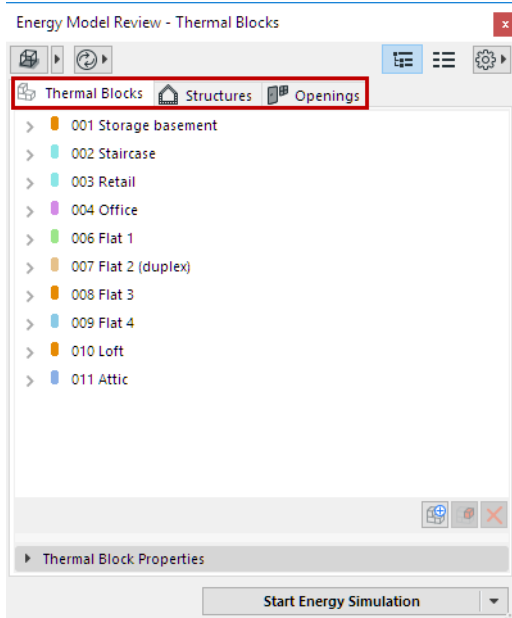 Energy Model Review - Thermal Blocks
x
Thermal Blocks Structures Openings
001 Storage basement
002 Staircase
003 Retail
004 Office
006 Flat 1
007 Flat 2 (duplex)
008 Flat 3
009 Flat 4
010 Loft
011 Attic
Thermal Block Properties
Start Energy Simulation